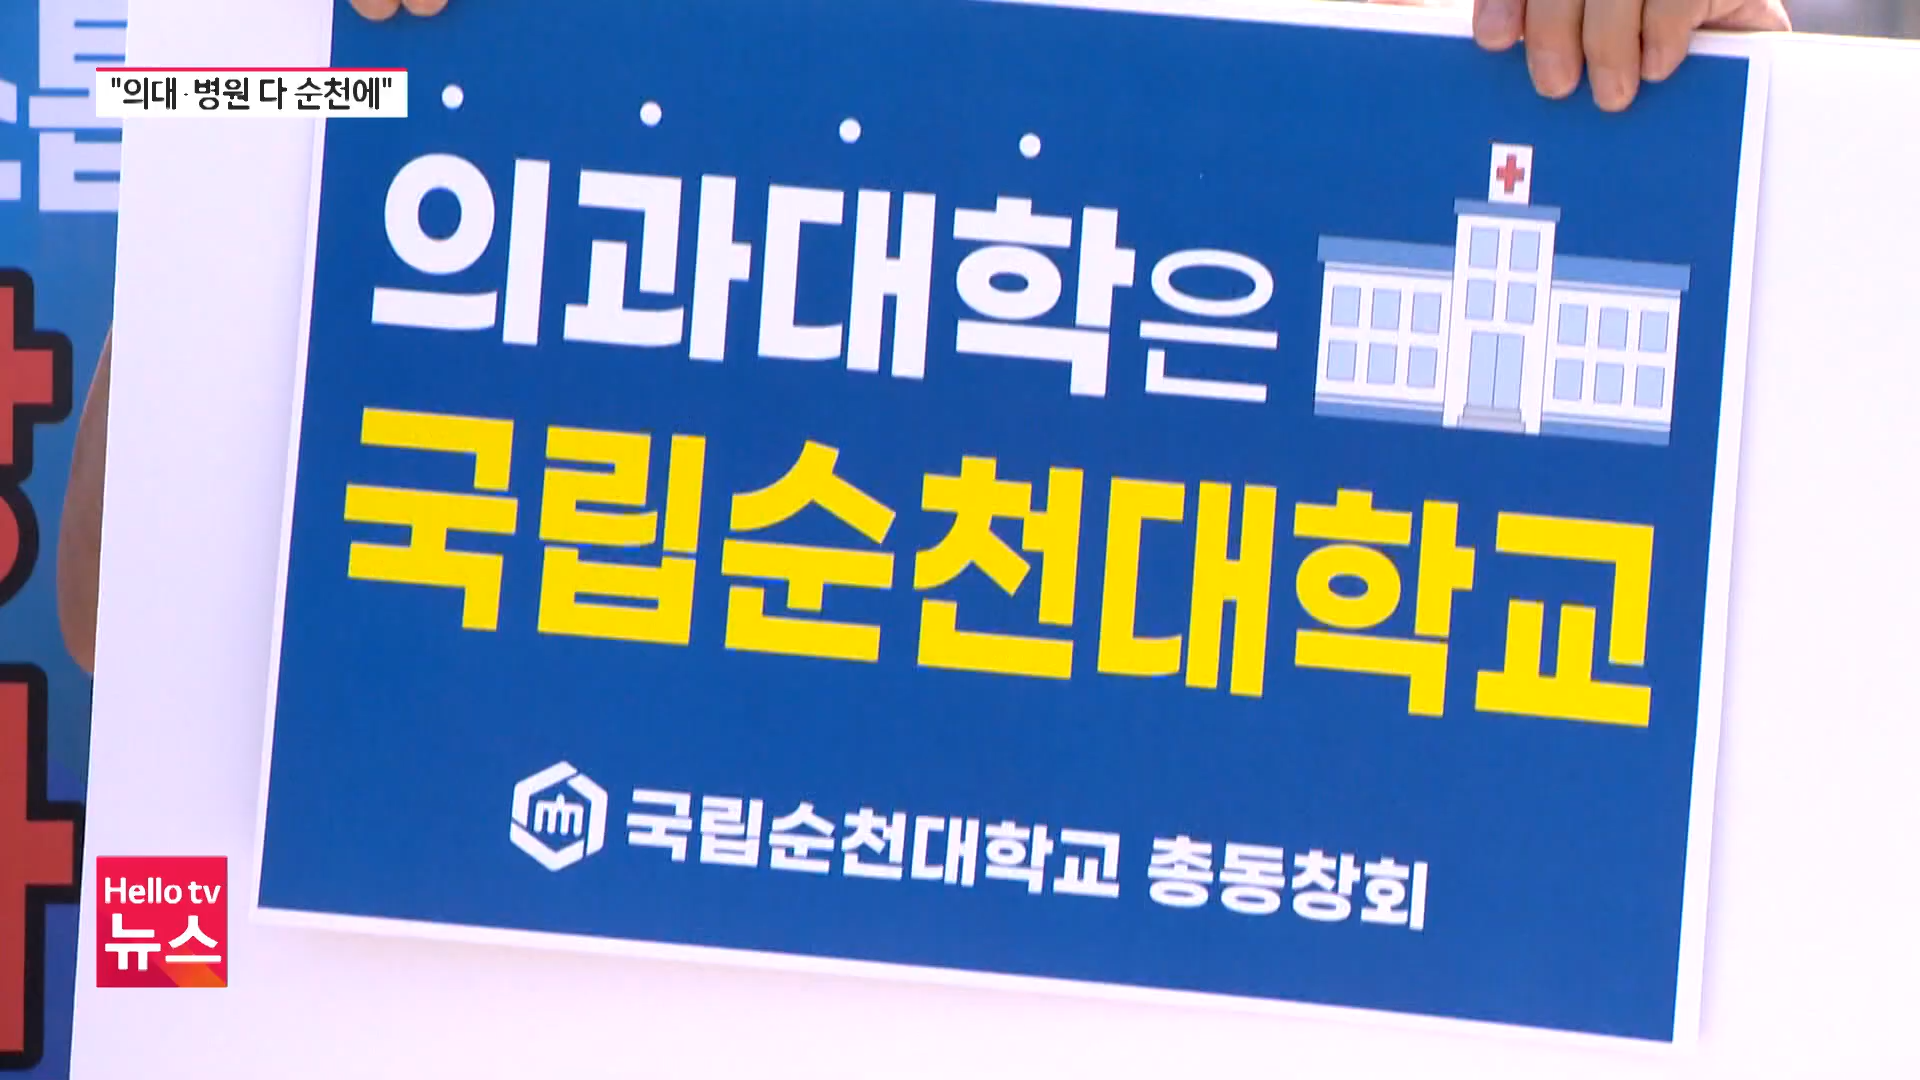 "의대·병원 다 순천에"
의과대학은
국립순천대학교
국립순천대학교 총동창회
Hello tv
뉴스